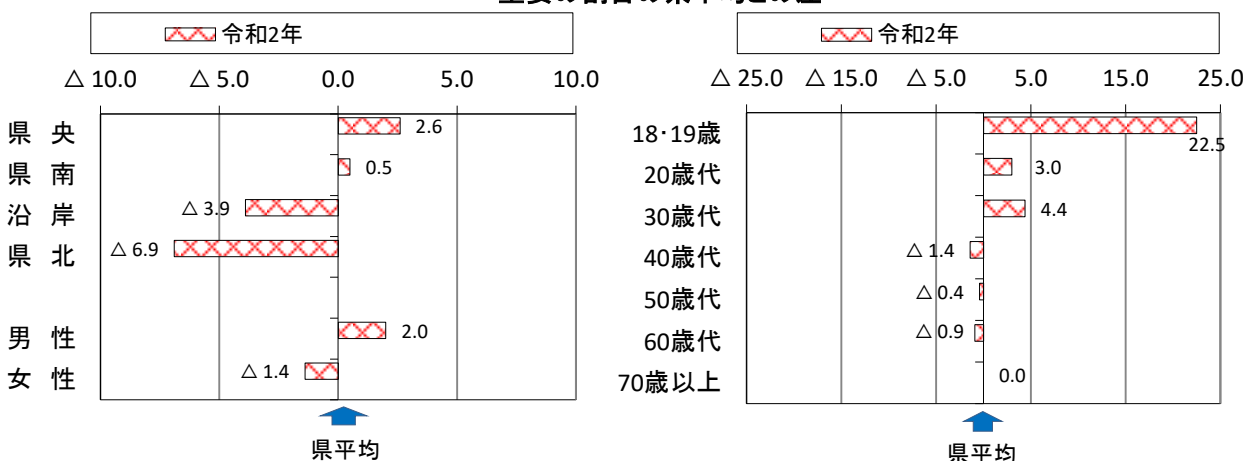 令和2年
△ 10.0 △ 5.0 0.0 5.0 10.0
県 央 2.6
県 南 0.5
沿 岸 △ 3.9
県 北 △ 6.9
男 性 2.0
女 性 △ 1.4
県平均
令和2年
△ 25.0 △ 15.0 △ 5.0 5.0 15.0 25.0
18･19歳 22.5
20歳代 3.0
30歳代 4.4
40歳代 △ 1.4
50歳代 △ 0.4
60歳代 △ 0.9
70歳以上 0.0
県平均